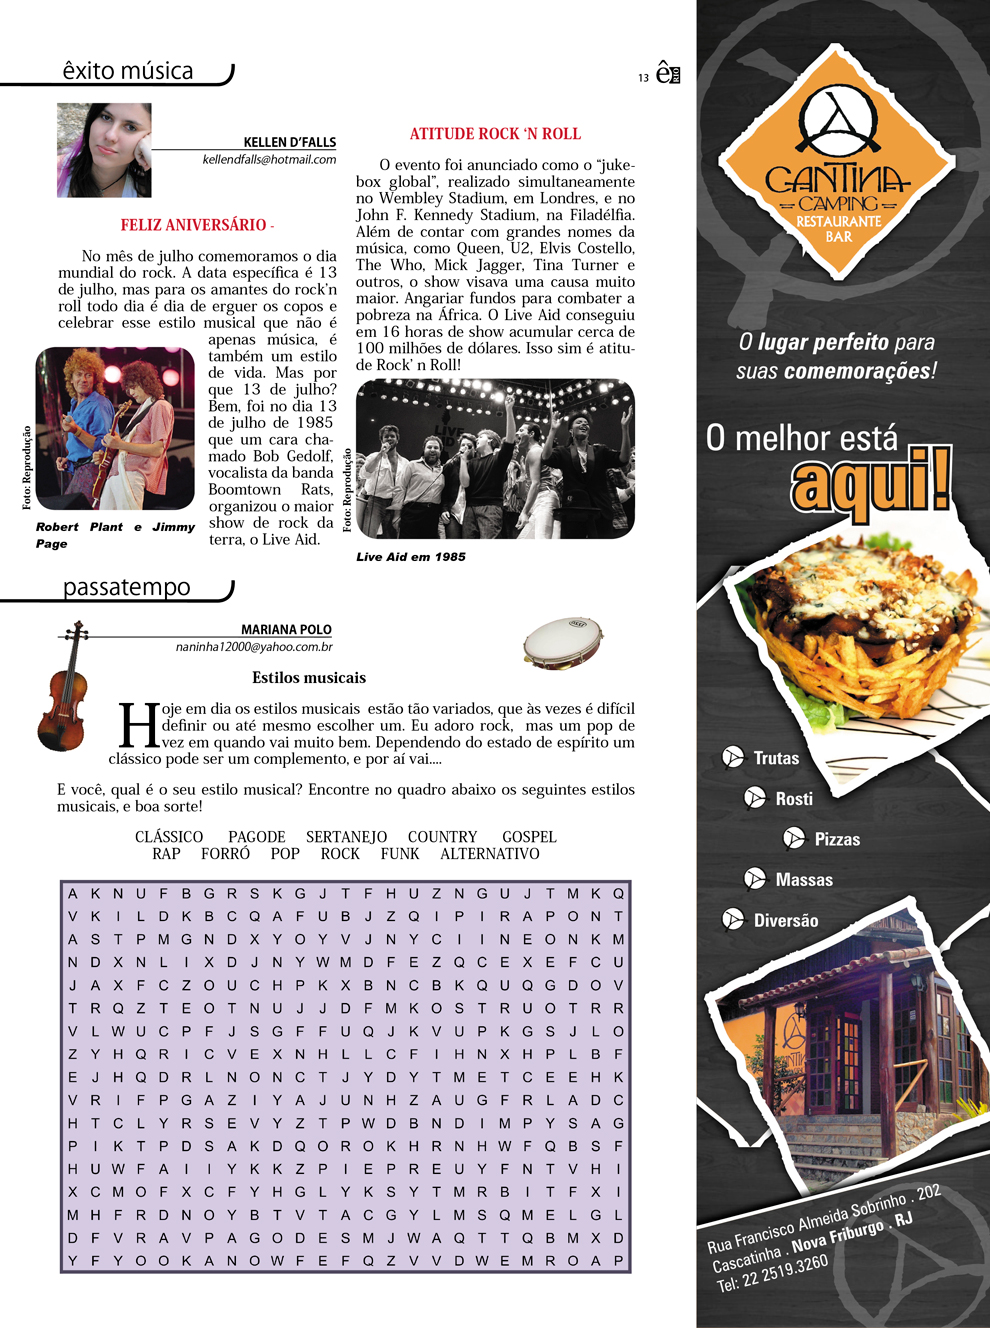 êxito música
13 ê RIO
KELLEN D’FALLS
kellendfalls@hotmail.com
FELIZ ANIVERSÁRIO -
No mês de julho comemoramos o dia
mundial do rock. A data específica é 13
de julho, mas para os amantes do rock’n
roll todo dia é dia de erguer os copos e
celebrar esse estilo musical que não é
apenas música, é
também um estilo
de vida. Mas por
que 13 de julho?
Bem, foi no dia 13
de julho de 1985
que um cara cha-
mado Bob Gedolf,
vocalista da banda
Boomtown Rats,
organizou o maior
show de rock da
terra, o Live Aid.
Foto: Reprodução
Robert Plant e Jimmy
Page
ATITUDE ROCK ‘N ROLL
O evento foi anunciado como o “juke-
box global”, realizado simultaneamente
no Wembley Stadium, em Londres, e no
John F. Kennedy Stadium, na Filadélfia.
Além de contar com grandes nomes da
música, como Queen, U2, Elvis Costello,
The Who, Mick Jagger, Tina Turner e
outros, o show visava uma causa muito
maior. Angariar fundos para combater a
pobreza na África. O Live Aid conseguiu
em 16 horas de show acumular cerca de
100 milhões de dólares. Isso sim é atitu-
de Rock’ n Roll!
LIVE AID
Foto: Reprodução
Live Aid em 1985
passatempo
MARIANA POLO
naninha12000@yahoo.com.br
Estilos musicais
Hoje em dia os estilos musicais estão tão variados, que às vezes é difícil
definir ou até mesmo escolher um. Eu adoro rock, mas um pop de
vez em quando vai muito bem. Dependendo do estado de espírito um
clássico pode ser um complemento, e por aí vai....
E você, qual é o seu estilo musical? Encontre no quadro abaixo os seguintes estilos
musicais, e boa sorte!
CLÁSSICO PAGODE SERTANEJO COUNTRY GOSPEL
RAP FORRÓ POP ROCK FUNK ALTERNATIVO
A K N U F B G R S K G J T F H U Z N G U J T M K Q
V K I L D K B C Q A F U B J Z Q I P I R A P O N T
A S T P M G N D X Y O Y V J N Y C I I N E O N K M
N D X N L I X D J N Y W M D F E Z Q C E X E F C U
J A X F C Z O U C H P K X B N C B K Q U Q G D O V
T R Q Z T E O T N U J J D F M K O S T R U O T R R
V L W U C P F J S G F F U Q J K V U P K G S J L O
Z Y H Q R I C V E X N H L L C F I H N X H P L B F
E J H Q D R L N O N C T J Y D Y T M E T C E E H K
V R I F P G A Z I Y A J U N H Z A U G F R L A D C
H T C L Y R S E V Y Z T P W D B N D I M P Y S A G
P I K T P D S A K D Q O R O K H R N H W F Q B S F
H U W F A I I Y K K Z P I E P R E U Y F N T V H I
X C M O F X C F Y H G L Y K S Y T M R B I T F X I
M H F R D N O Y B T V T A C G Y L M S Q M E L G L
D F V R A V P A G O D E S M J W A Q T T Q B M X D
Y F Y O O K A N O W F E F Q Z V V D W E M R O A P
CANTINA
CAMPING
RESTAURANTE
BAR
O lugar perfeito para
suas comemorações!
O melhor está
aqui!
Trutas
Rosti
Pizzas
Massas
Diversão
CANTINA
Rua Francisco Almeida Sobrinho . 202
Cascatinha . Nova Friburgo . RJ
Tel: 22 2519.3260